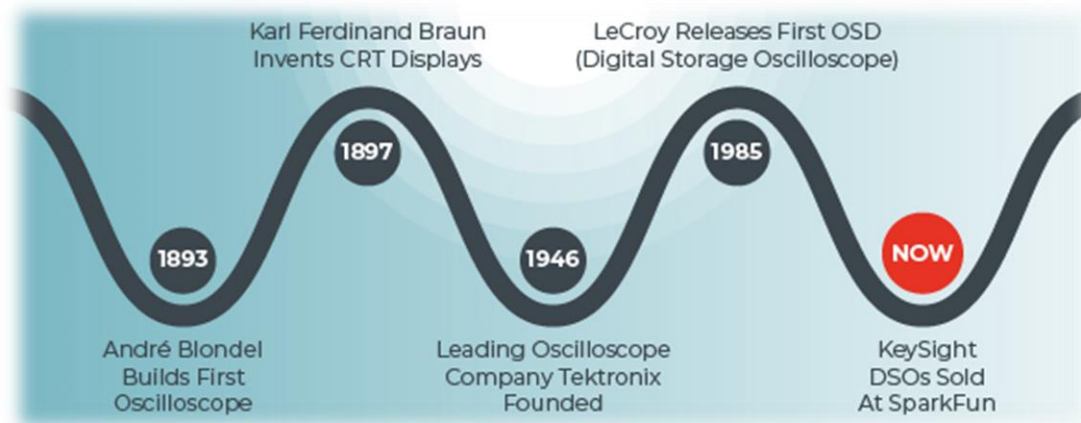 Karl Ferdinand Braun
Invents CRT Displays
LeCroy Releases First OSD
(Digital Storage Oscilloscope)
1897
1985
1893
1946
NOW
André Blondel
Builds First
Oscilloscope
Leading Oscilloscope
Company Tektronix
Founded
KeySight
DSOs Sold
At SparkFun